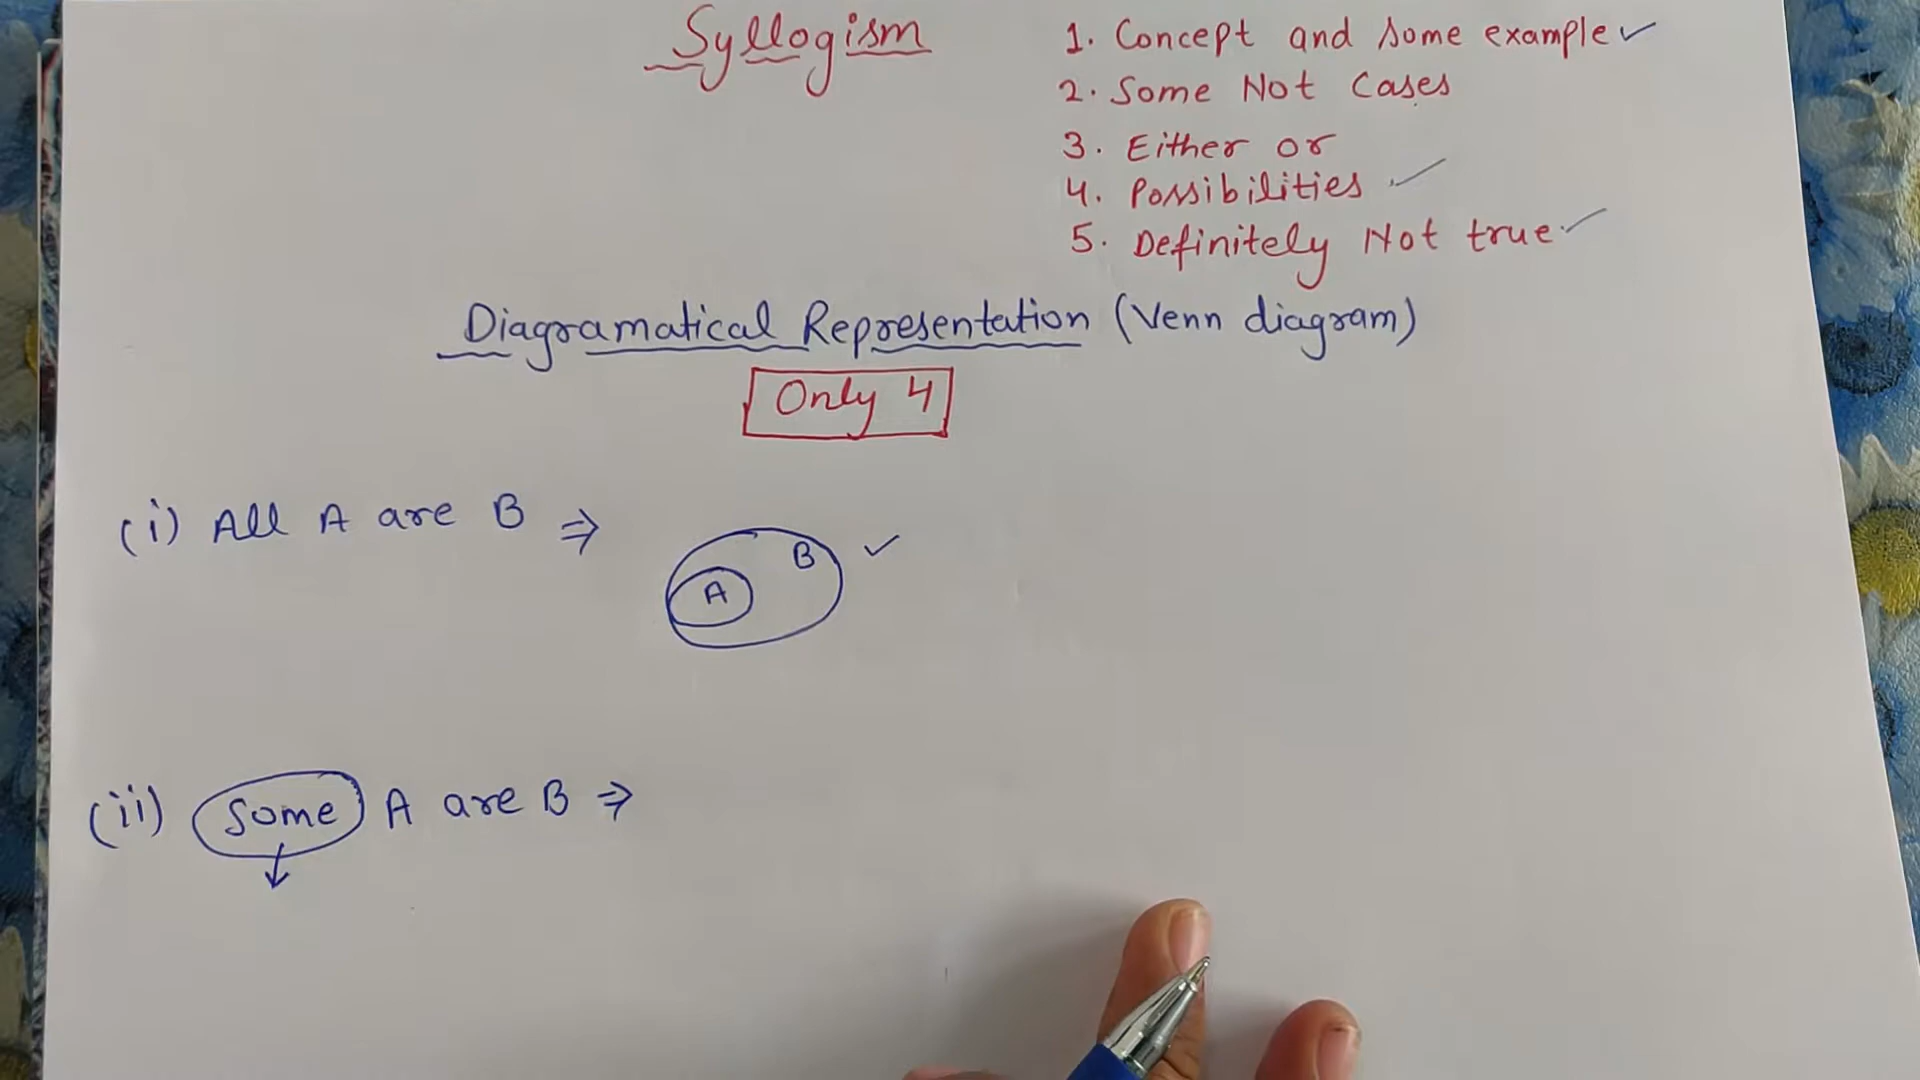 Syllogism
1. Concept and some example ✓
2. Some Not Cases
3. Either or
4. Possibilities ✓
5. Definitely Not true ✓
Diagramatical Representation (Venn diagram)
Only 4
(i) All A are B ⇒
B ✓
A
(ii) Some A are B ⇒
↓